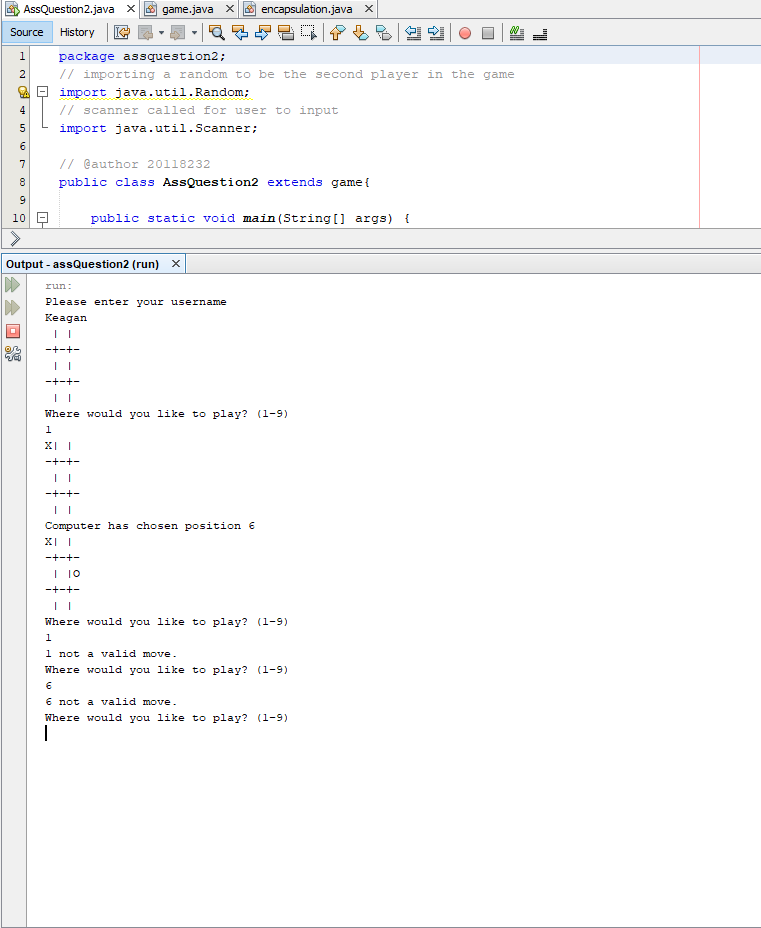 AssQuestion2.java × game.java × encapsulation.java ×
Source History
1 package assquestion2;
2 // importing a random to be the second player in the game
import java.util.Random;
4 // scanner called for user to input
5 import java.util.Scanner;
6
7 // @author 20118232
8 public class AssQuestion2 extends game{
9
10 public static void main(String[] args) {
Output - assQuestion2 (run) ×
run:
Please enter your username
Keagan
 | |
-+-+-
 | |
-+-+-
 | |
Where would you like to play? (1-9)
1
X| |
-+-+-
 | |
-+-+-
 | |
Computer has chosen position 6
X| |
-+-+-
 | |O
-+-+-
 | |
Where would you like to play? (1-9)
1
1 not a valid move.
Where would you like to play? (1-9)
6
6 not a valid move.
Where would you like to play? (1-9)